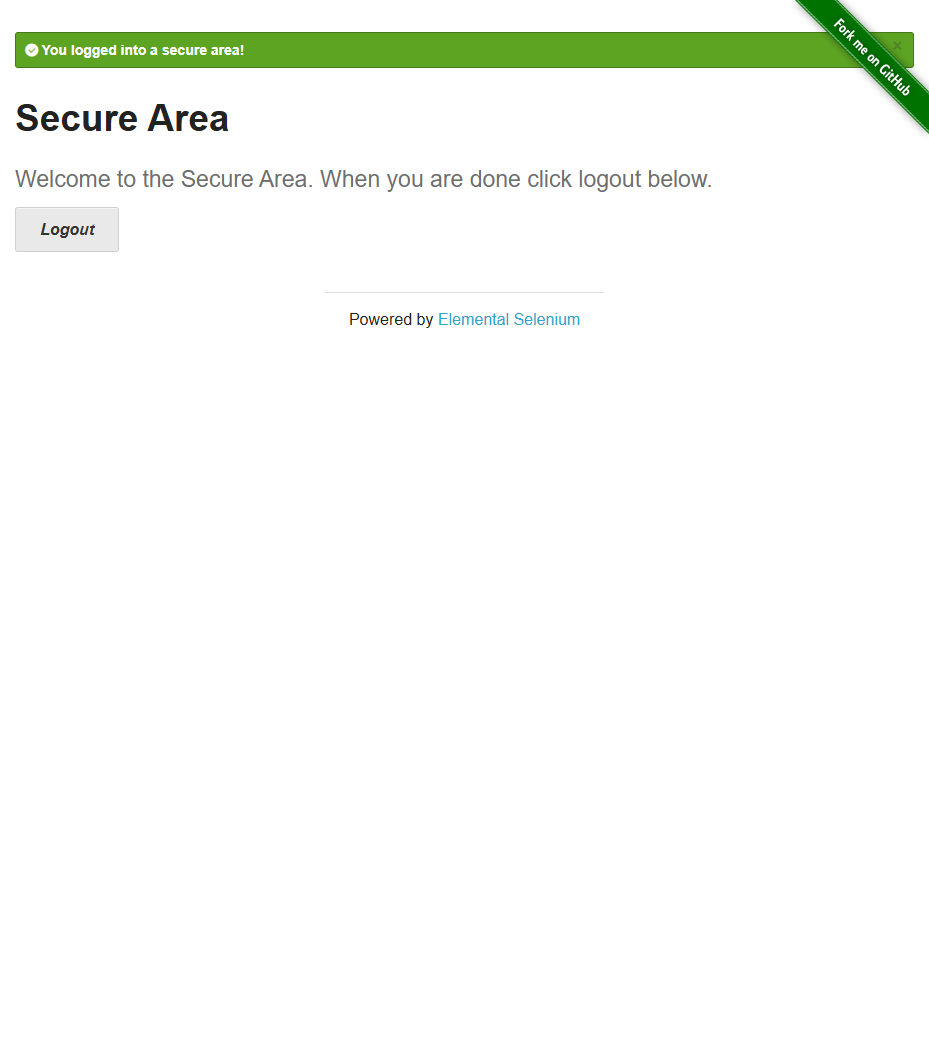 You logged into a secure area!
×
Fork me on GitHub
Secure Area
Welcome to the Secure Area. When you are done click logout below.
Logout
Powered by Elemental Selenium